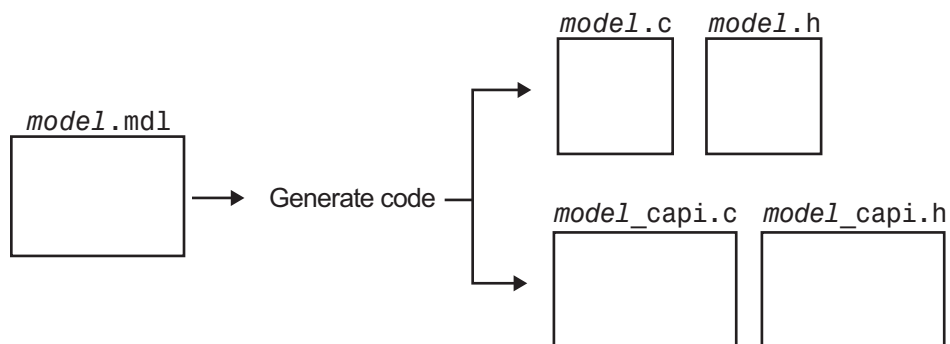 model.c
model.h
model.mdl
Generate code
model_capi.c
model_capi.h